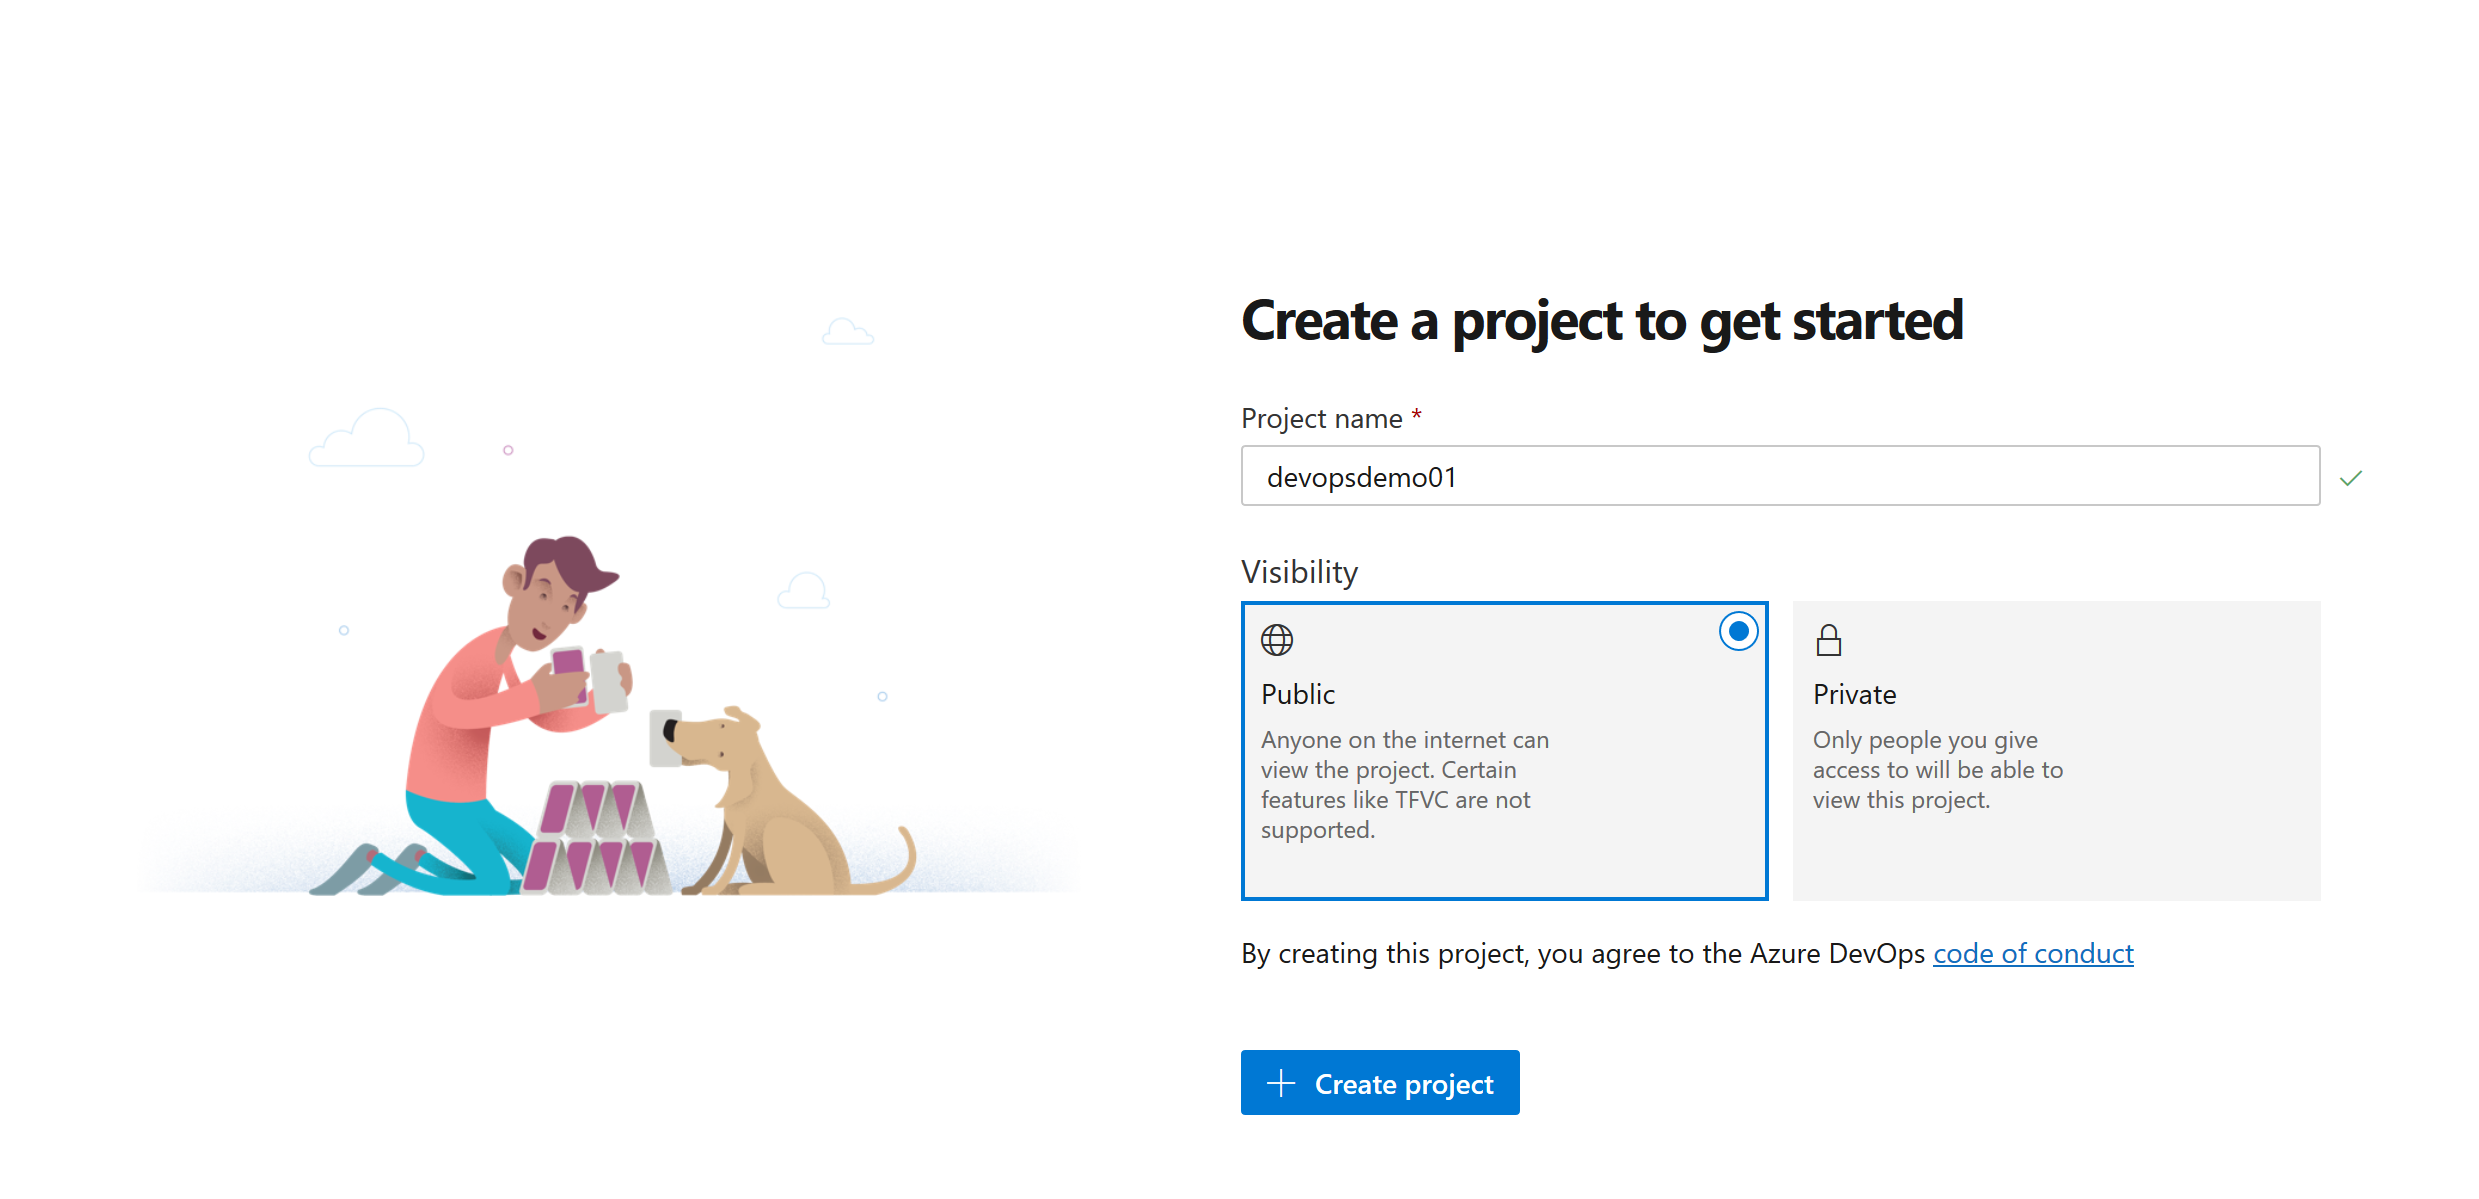 Create a project to get started
Project name *
devopsdemo01
Visibility
Public
Anyone on the internet can
view the project. Certain
features like TFVC are not
supported.
Private
Only people you give
access to will be able to
view this project.
By creating this project, you agree to the Azure DevOps code of conduct
Create project